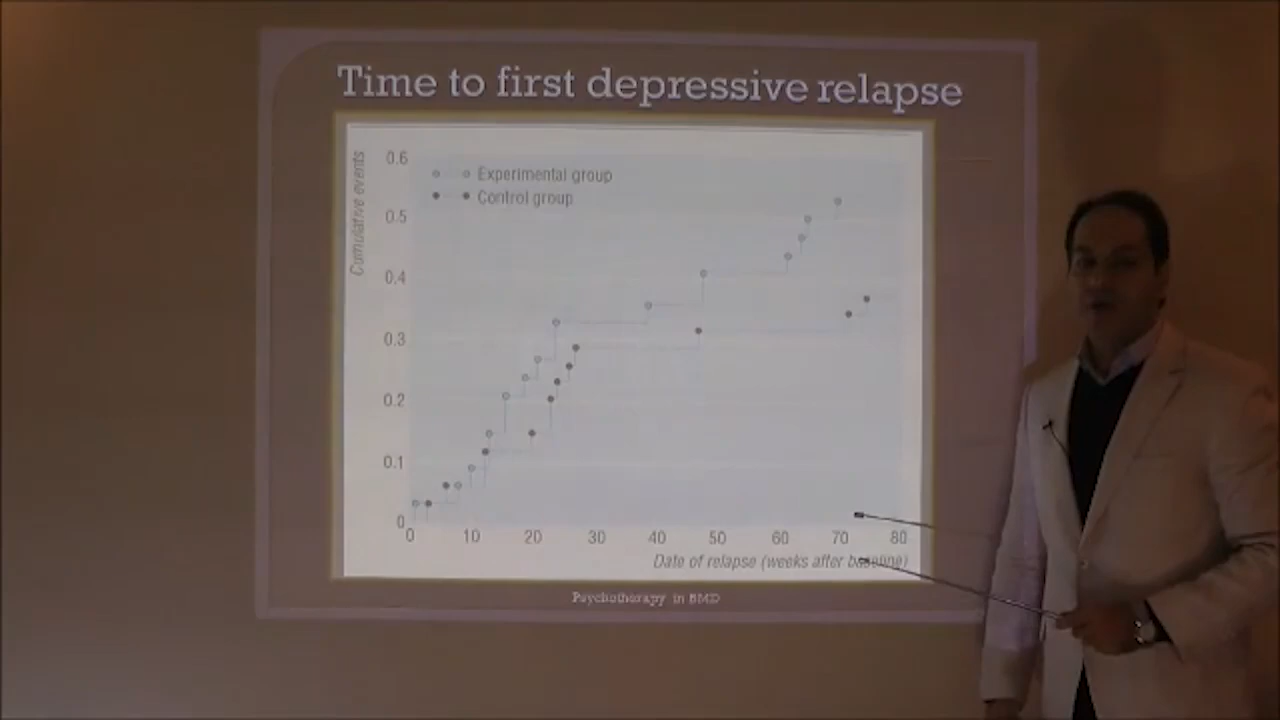 Time to first depressive relapse
Cumulative events
0.6
0.5
0.4
0.3
0.2
0.1
0
Experimental group
Control group
0 10 20 30 40 50 60 70 80
Date of relapse (weeks after baseline)
Psychotherapy in BMD